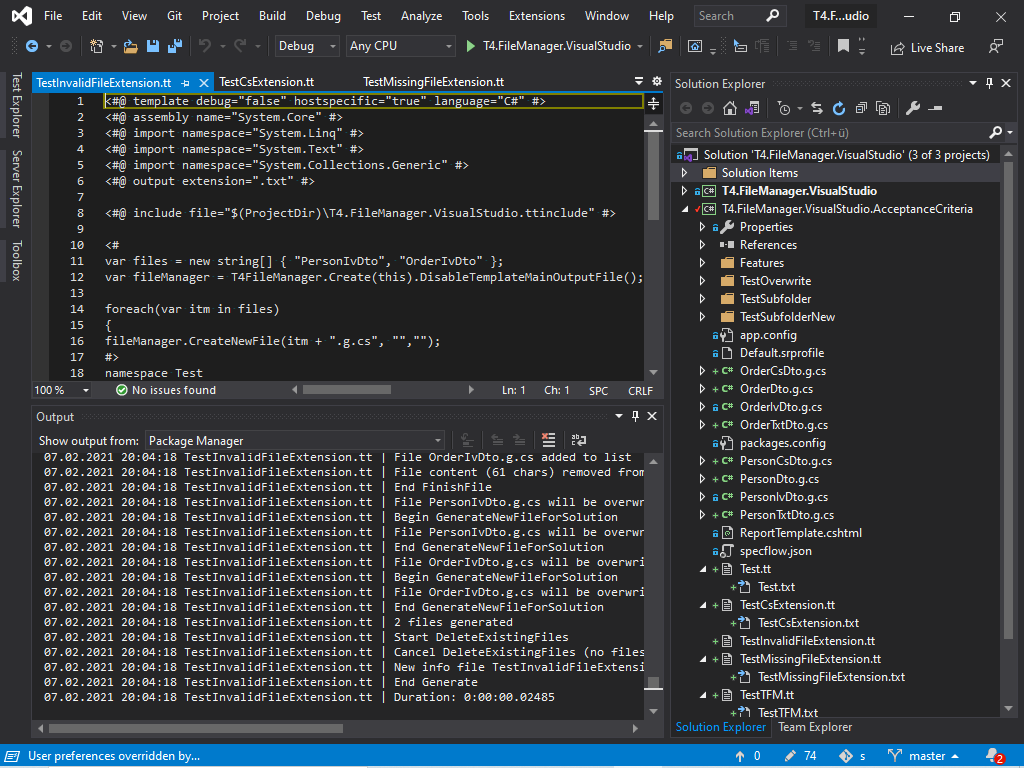 File Edit View Git Project Build Debug Test Analyze Tools Extensions Window Help Search T4.F...udio
Debug Any CPU T4.FileManager.VisualStudio Live Share
Test Explorer
Server Explorer
Toolbox
TestInvalidFileExtension.tt TestCsExtension.tt TestMissingFileExtension.tt
1 <#@ template debug="false" hostspecific="true" language="C#" #>
2 <#@ assembly name="System.Core" #>
3 <#@ import namespace="System.Linq" #>
4 <#@ import namespace="System.Text" #>
5 <#@ import namespace="System.Collections.Generic" #>
6 <#@ output extension=".txt" #>
7
8 <#@ include file="$(ProjectDir)\T4.FileManager.VisualStudio.ttinclude" #>
9
10 <#
11 var files = new string[] { "PersonIvDto", "OrderIvDto" };
12 var fileManager = T4FileManager.Create(this).DisableTemplateMainOutputFile();
13
14 foreach(var itm in files)
15 {
16 fileManager.CreateNewFile(itm + ".g.cs", "","");
17 #>
18 namespace Test
100 % No issues found Ln: 1 Ch: 1 SPC CRLF
Output
Show output from: Package Manager
07.02.2021 20:04:18 TestInvalidFileExtension.tt | File OrderIvDto.g.cs added to list
07.02.2021 20:04:18 TestInvalidFileExtension.tt | File content (61 chars) removed from
07.02.2021 20:04:18 TestInvalidFileExtension.tt | End FinishFile
07.02.2021 20:04:18 TestInvalidFileExtension.tt | File PersonIvDto.g.cs will be overwr
07.02.2021 20:04:18 TestInvalidFileExtension.tt | Begin GenerateNewFileForSolution
07.02.2021 20:04:18 TestInvalidFileExtension.tt | File PersonIvDto.g.cs will be overwr
07.02.2021 20:04:18 TestInvalidFileExtension.tt | End GenerateNewFileForSolution
07.02.2021 20:04:18 TestInvalidFileExtension.tt | File OrderIvDto.g.cs will be overwri
07.02.2021 20:04:18 TestInvalidFileExtension.tt | Begin GenerateNewFileForSolution
07.02.2021 20:04:18 TestInvalidFileExtension.tt | File OrderIvDto.g.cs will be overwri
07.02.2021 20:04:18 TestInvalidFileExtension.tt | End GenerateNewFileForSolution
07.02.2021 20:04:18 TestInvalidFileExtension.tt | 2 files generated
07.02.2021 20:04:18 TestInvalidFileExtension.tt | Start DeleteExistingFiles
07.02.2021 20:04:18 TestInvalidFileExtension.tt | Cancel DeleteExistingFiles (no files
07.02.2021 20:04:18 TestInvalidFileExtension.tt | New info file TestInvalidFileExtensi
07.02.2021 20:04:18 TestInvalidFileExtension.tt | End Generate
07.02.2021 20:04:18 TestInvalidFileExtension.tt | Duration: 0:00:00.02485
Solution Explorer
Search Solution Explorer (Ctrl+ü)
Solution 'T4.FileManager.VisualStudio' (3 of 3 projects)
Solution Items
C# T4.FileManager.VisualStudio
C# T4.FileManager.VisualStudio.AcceptanceCriteria
Properties
References
Features
TestOverwrite
TestSubfolder
TestSubfolderNew
app.config
Default.srprofile
+ C# OrderCsDto.g.cs
+ C# OrderDto.g.cs
C# OrderIvDto.g.cs
+ C# OrderTxtDto.g.cs
packages.config
+ C# PersonCsDto.g.cs
+ C# PersonDto.g.cs
C# PersonIvDto.g.cs
+ C# PersonTxtDto.g.cs
ReportTemplate.cshtml
specflow.json
+ Test.tt
+ Test.txt
+ TestCsExtension.tt
+ TestCsExtension.txt
+ TestInvalidFileExtension.tt
+ TestMissingFileExtension.tt
+ TestMissingFileExtension.txt
+ TestTFM.tt
+ TestTFM.txt
Solution Explorer Team Explorer
User preferences overridden by... 0 74 s master 2